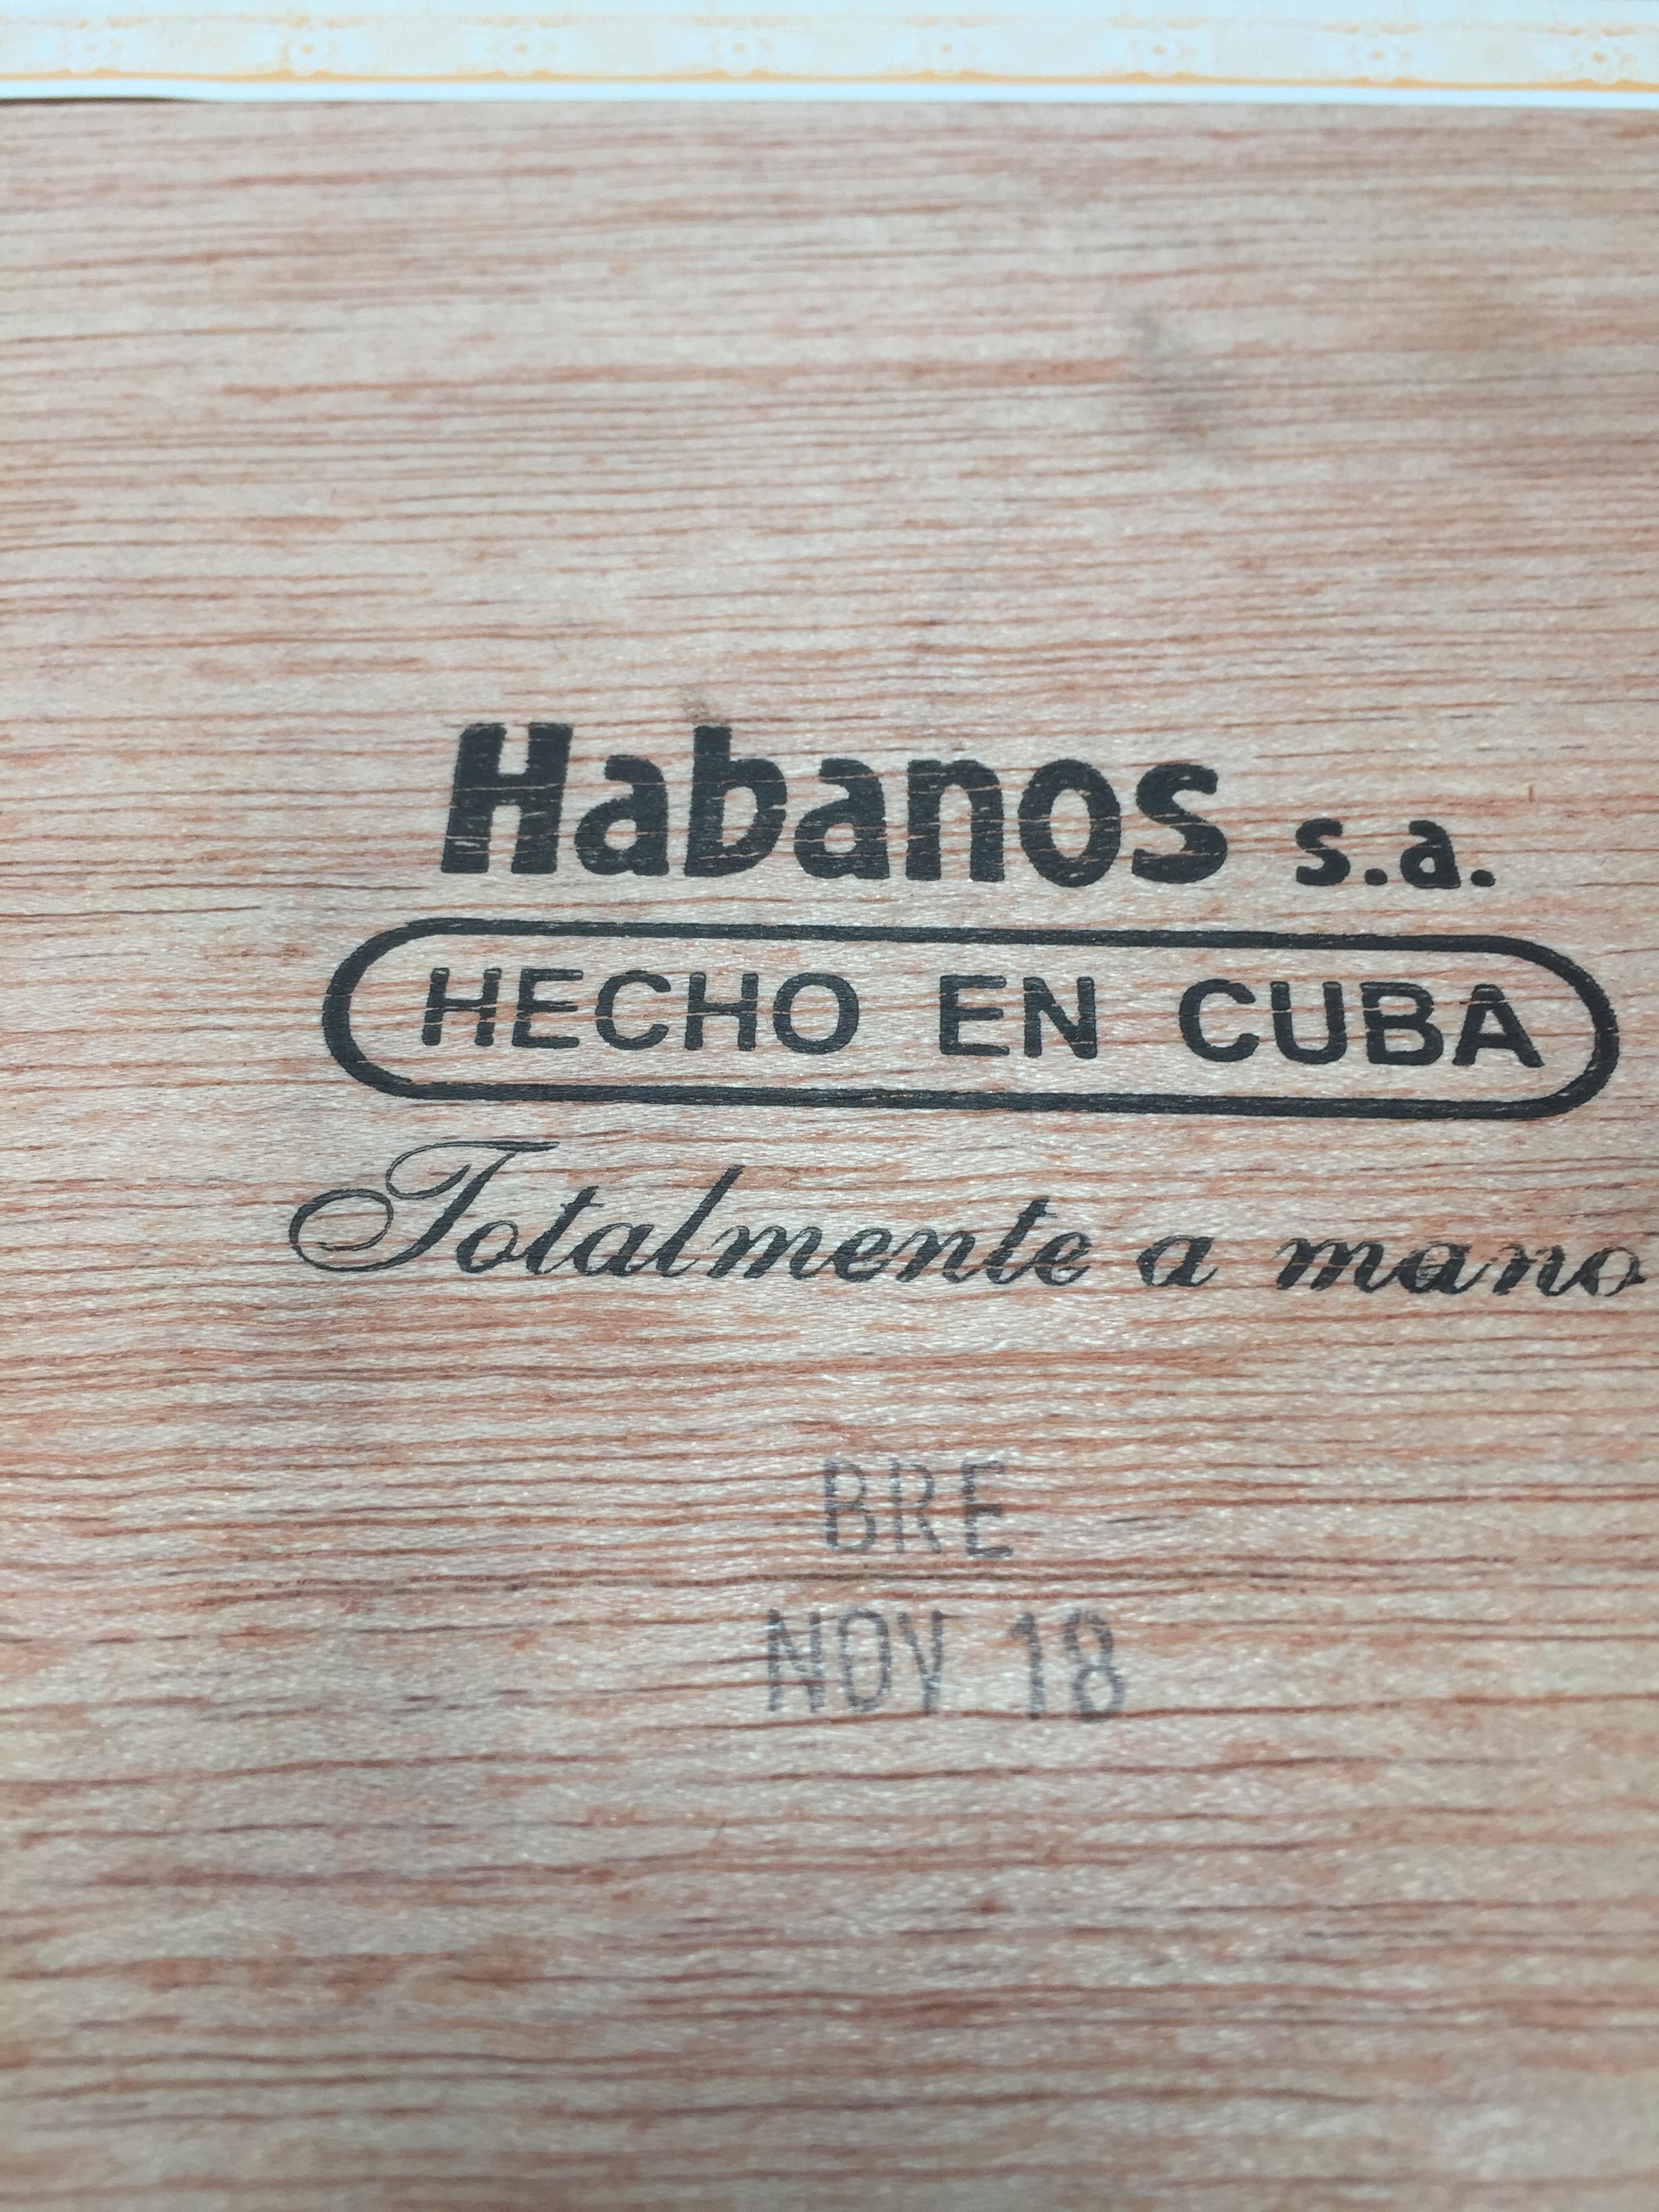 Habanos s.a.
HECHO EN CUBA
Totalmente a mano
BRE
NOV 18